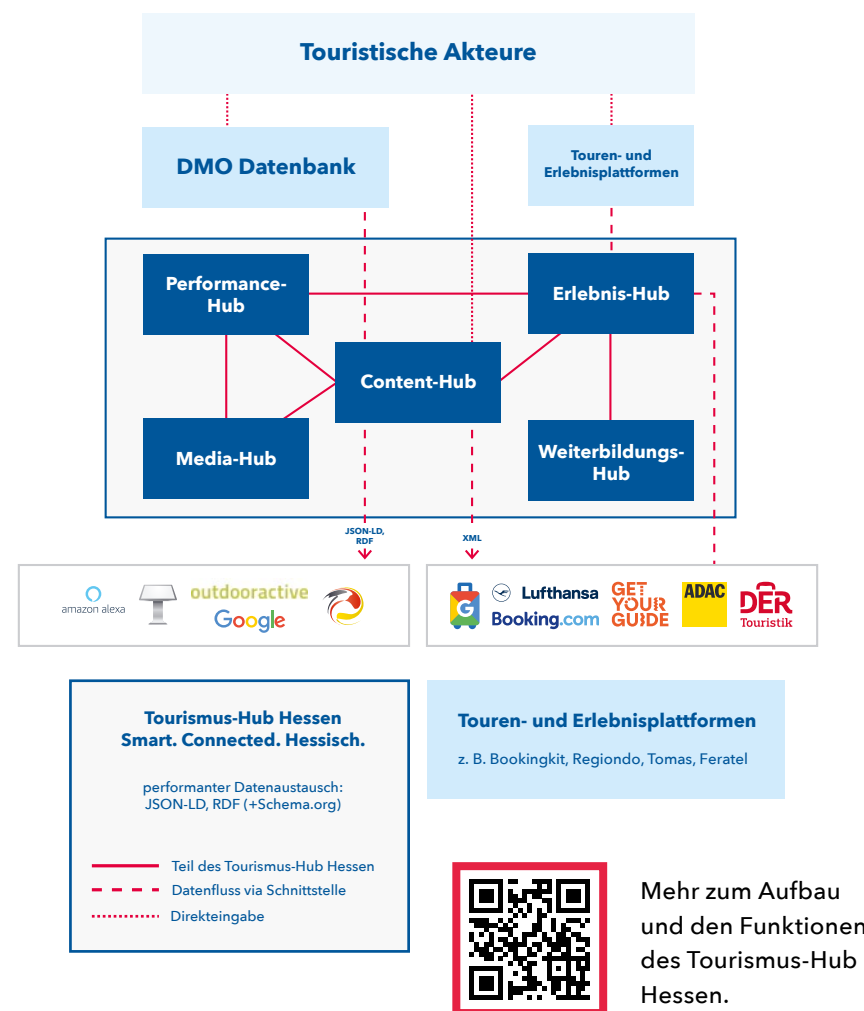 Touristische Akteure
DMO Datenbank
Touren- und
Erlebnisplattformen
Performance-
Hub
Erlebnis-Hub
Content-Hub
Media-Hub
Weiterbildungs-
Hub
JSON-LD,
RDF
XML
amazon alexa
outdooractive
Google
G
Lufthansa
Booking.com
GET
YOUR
GUIDE
ADAC
DER
Touristik
Tourismus-Hub Hessen
Smart. Connected. Hessisch.
performanter Datenaustausch:
JSON-LD, RDF (+Schema.org)
Teil des Tourismus-Hub Hessen
Datenfluss via Schnittstelle
Direkteingabe
Touren- und Erlebnisplattformen
z. B. Bookingkit, Regiondo, Tomas, Feratel
Mehr zum Aufbau
und den Funktionen
des Tourismus-Hub
Hessen.